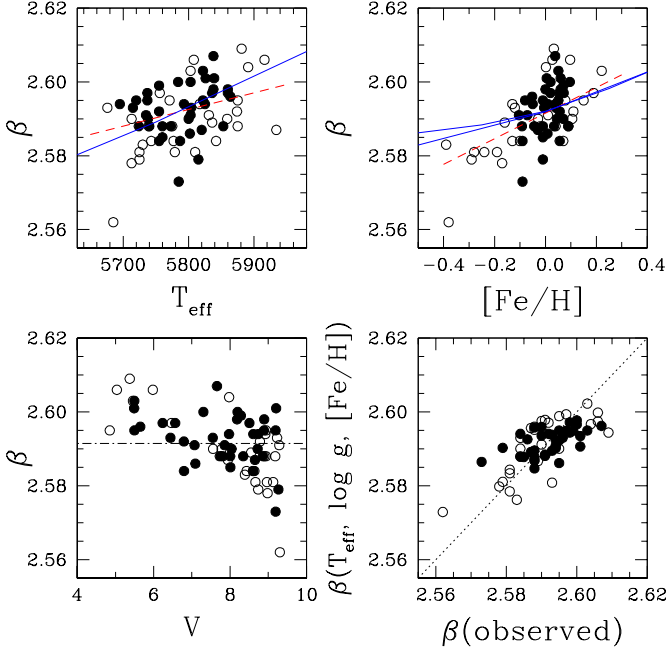 2.62
2.60
2.58
2.56
β
5700 5800 5900
T_eff
2.62
2.60
2.58
2.56
β
−0.4 −0.2 0.0 0.2 0.4
[Fe/H]
2.62
2.60
2.58
2.56
β
4 6 8 10
V
2.62
2.60
2.58
2.56
β(T_eff, log g, [Fe/H])
2.56 2.58 2.60 2.62
β(observed)